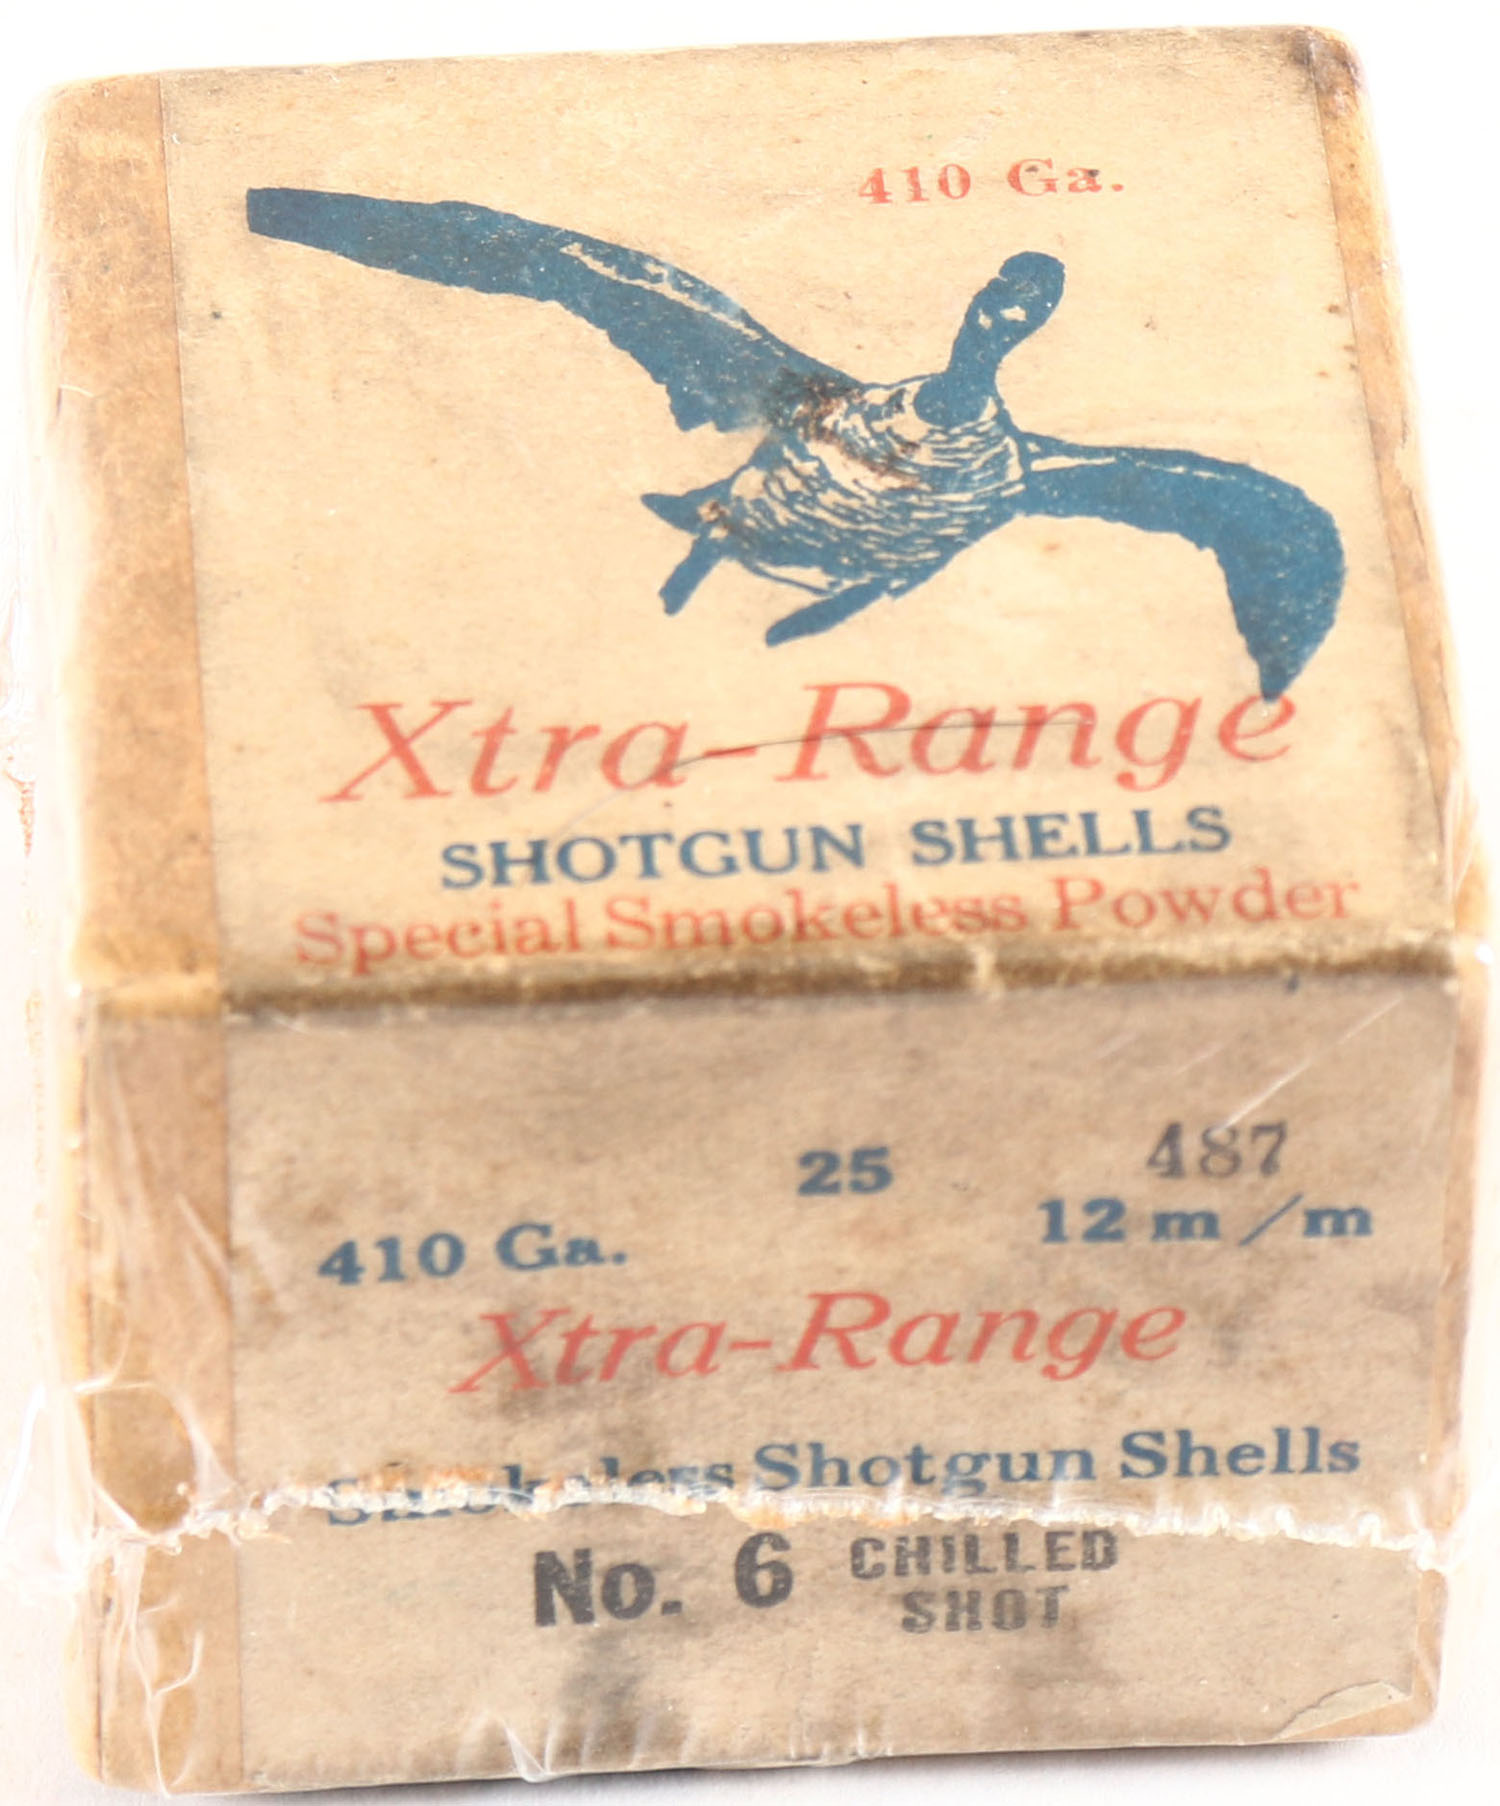 410 Ga.
Xtra-Range
SHOTGUN SHELLS
Special Smokeless Powder
25
487
410 Ga.
12 m/m
Xtra-Range
Smokeless Shotgun Shells
No. 6 CHILLED
SHOT